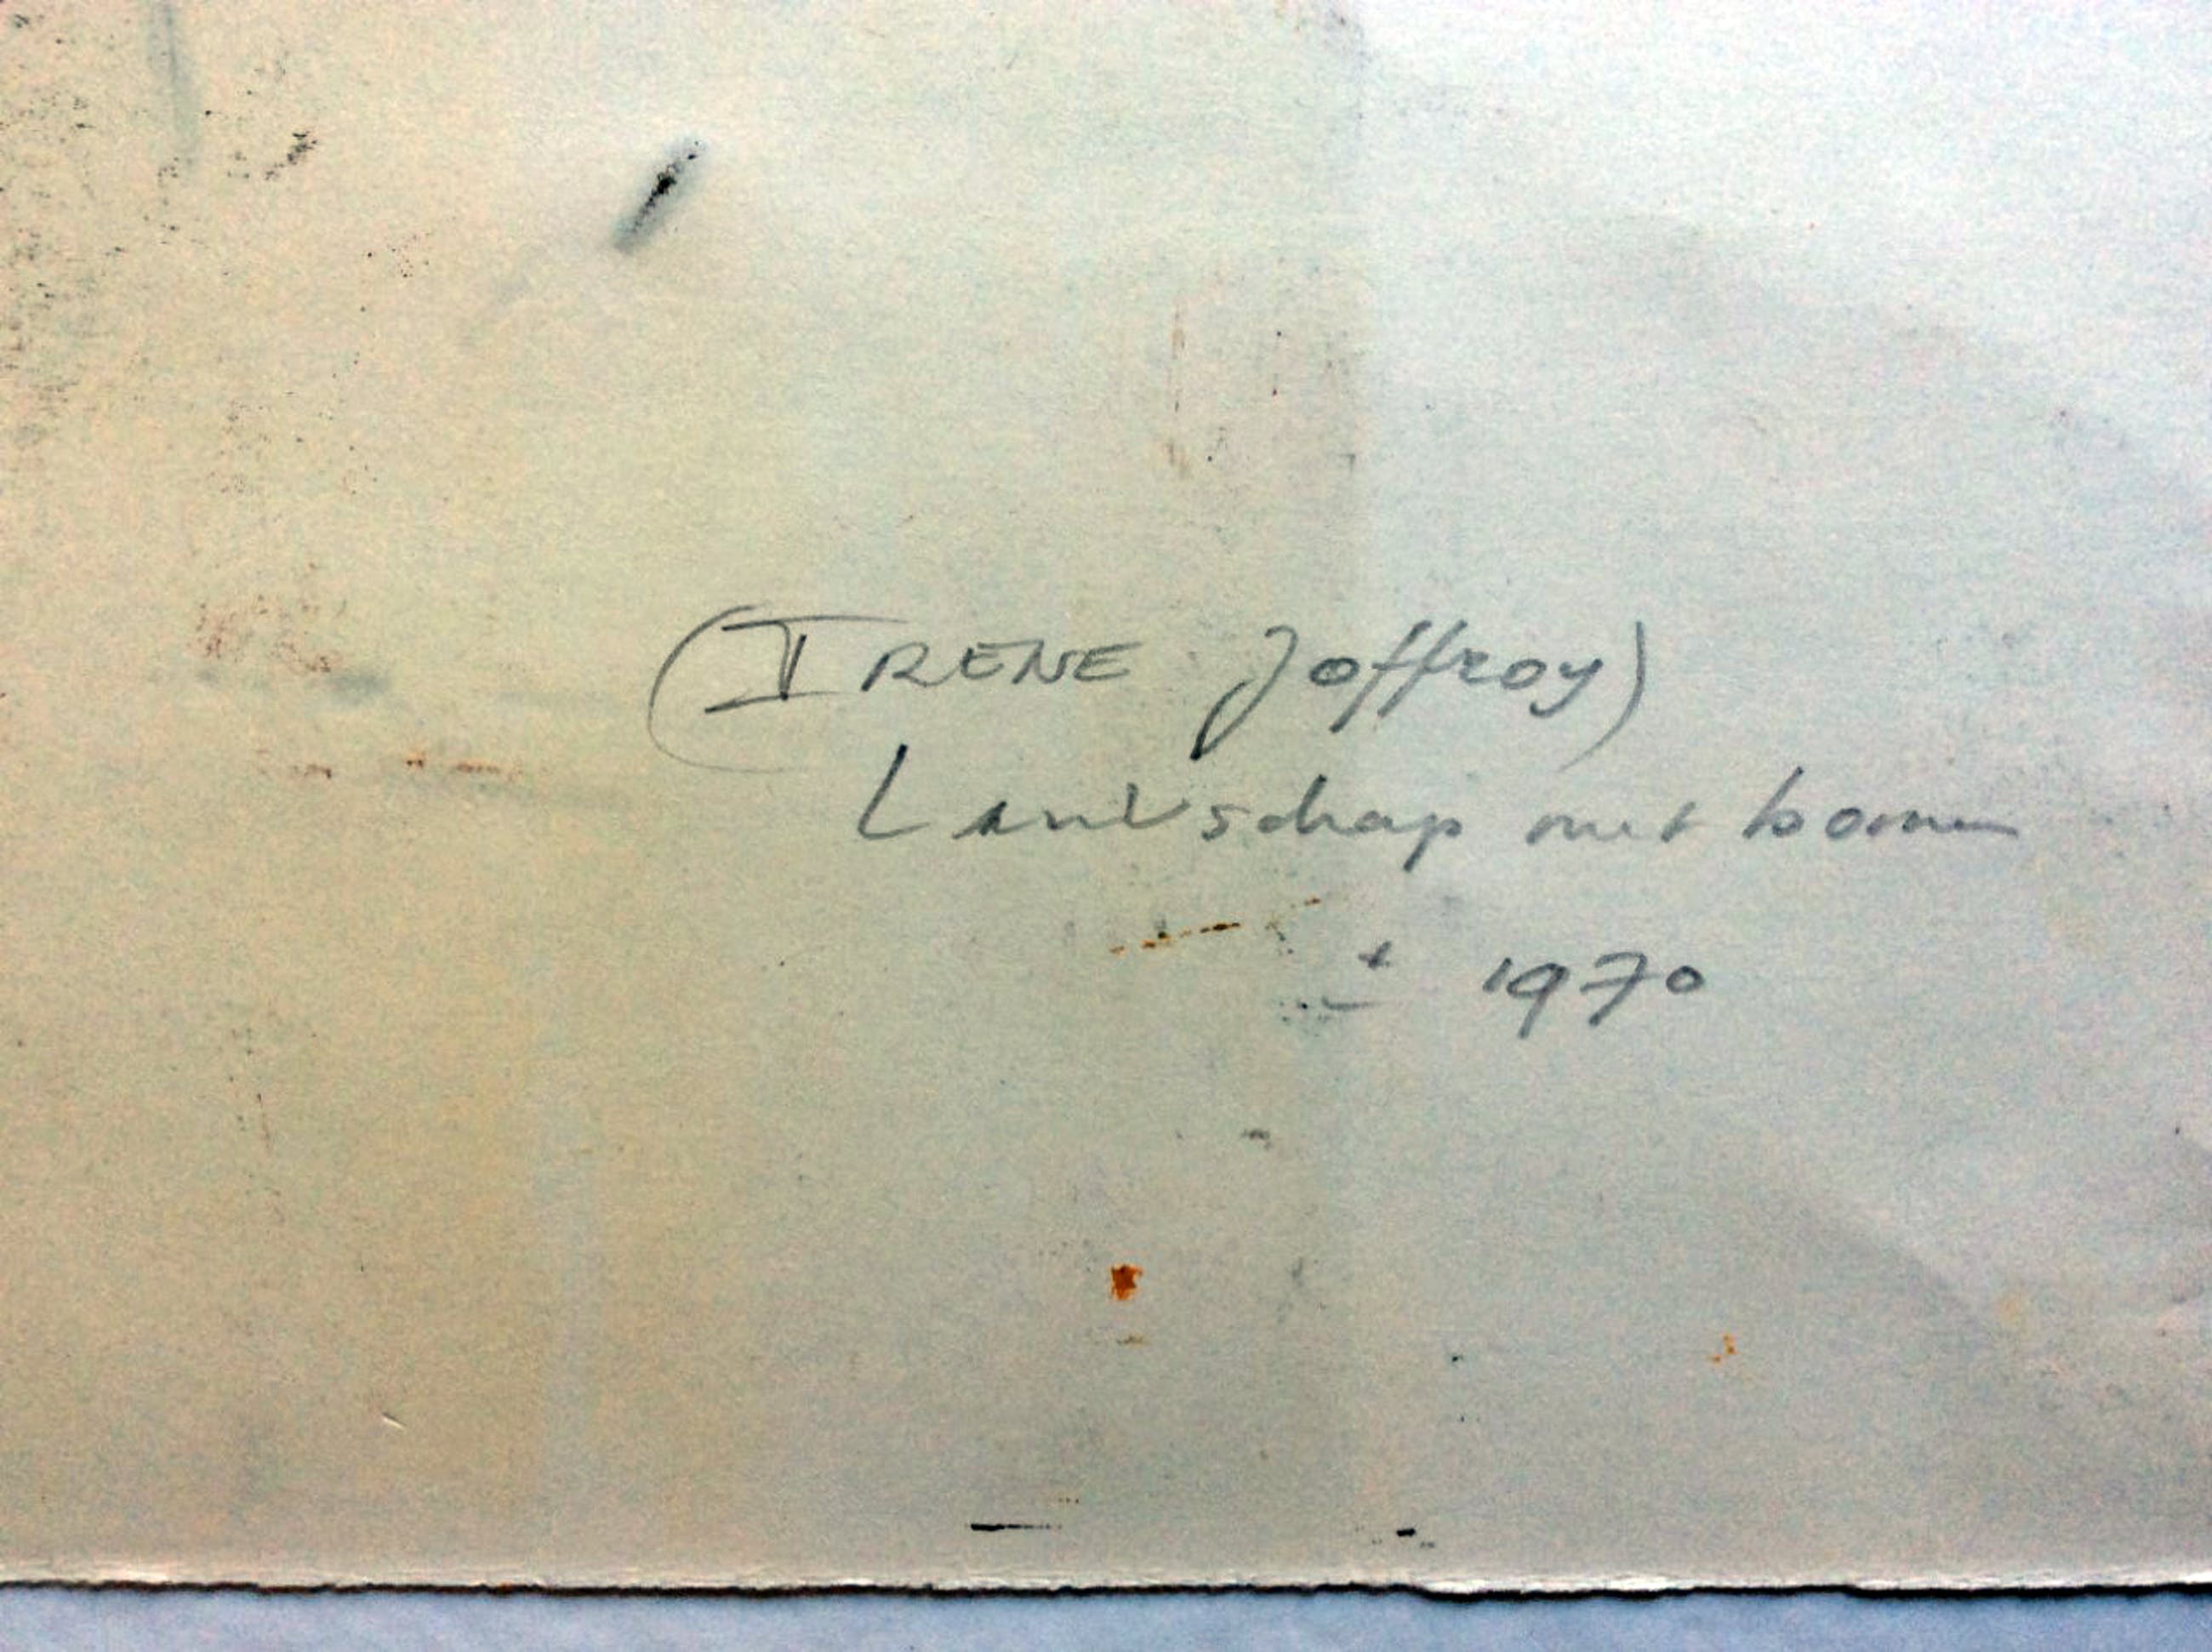 (IRENE Joffroy)
Landschap met bomen
± 1970